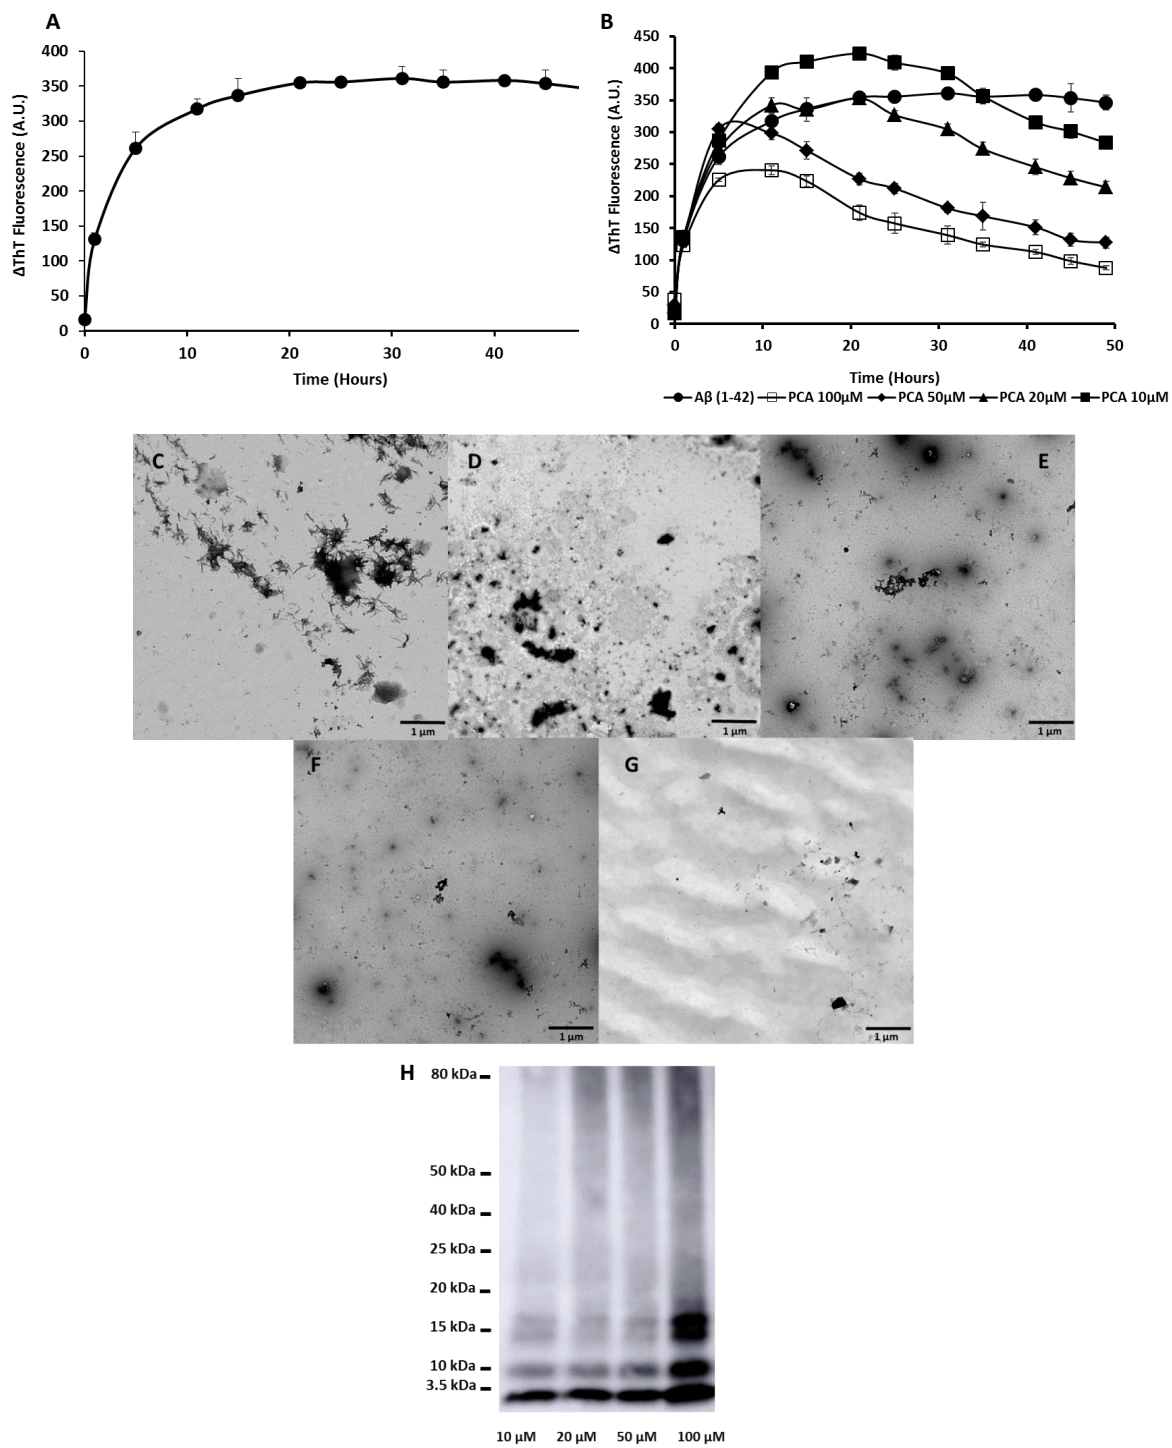 A
400
350
300
250
200
150
100
50
0
ΔThT Fluorescence (A.U.)
0 10 20 30 40
Time (Hours)
B
450
400
350
300
250
200
150
100
50
0
ΔThT Fluorescence (A.U.)
0 10 20 30 40 50
Time (Hours)
Aβ (1-42) PCA 100µM PCA 50µM PCA 20µM PCA 10µM
C
1 µm
D
1 µm
E
1 µm
F
1 µm
G
1 µm
H
80 kDa
50 kDa
40 kDa
25 kDa
20 kDa
15 kDa
10 kDa
3.5 kDa
10 µM 20 µM 50 µM 100 µM